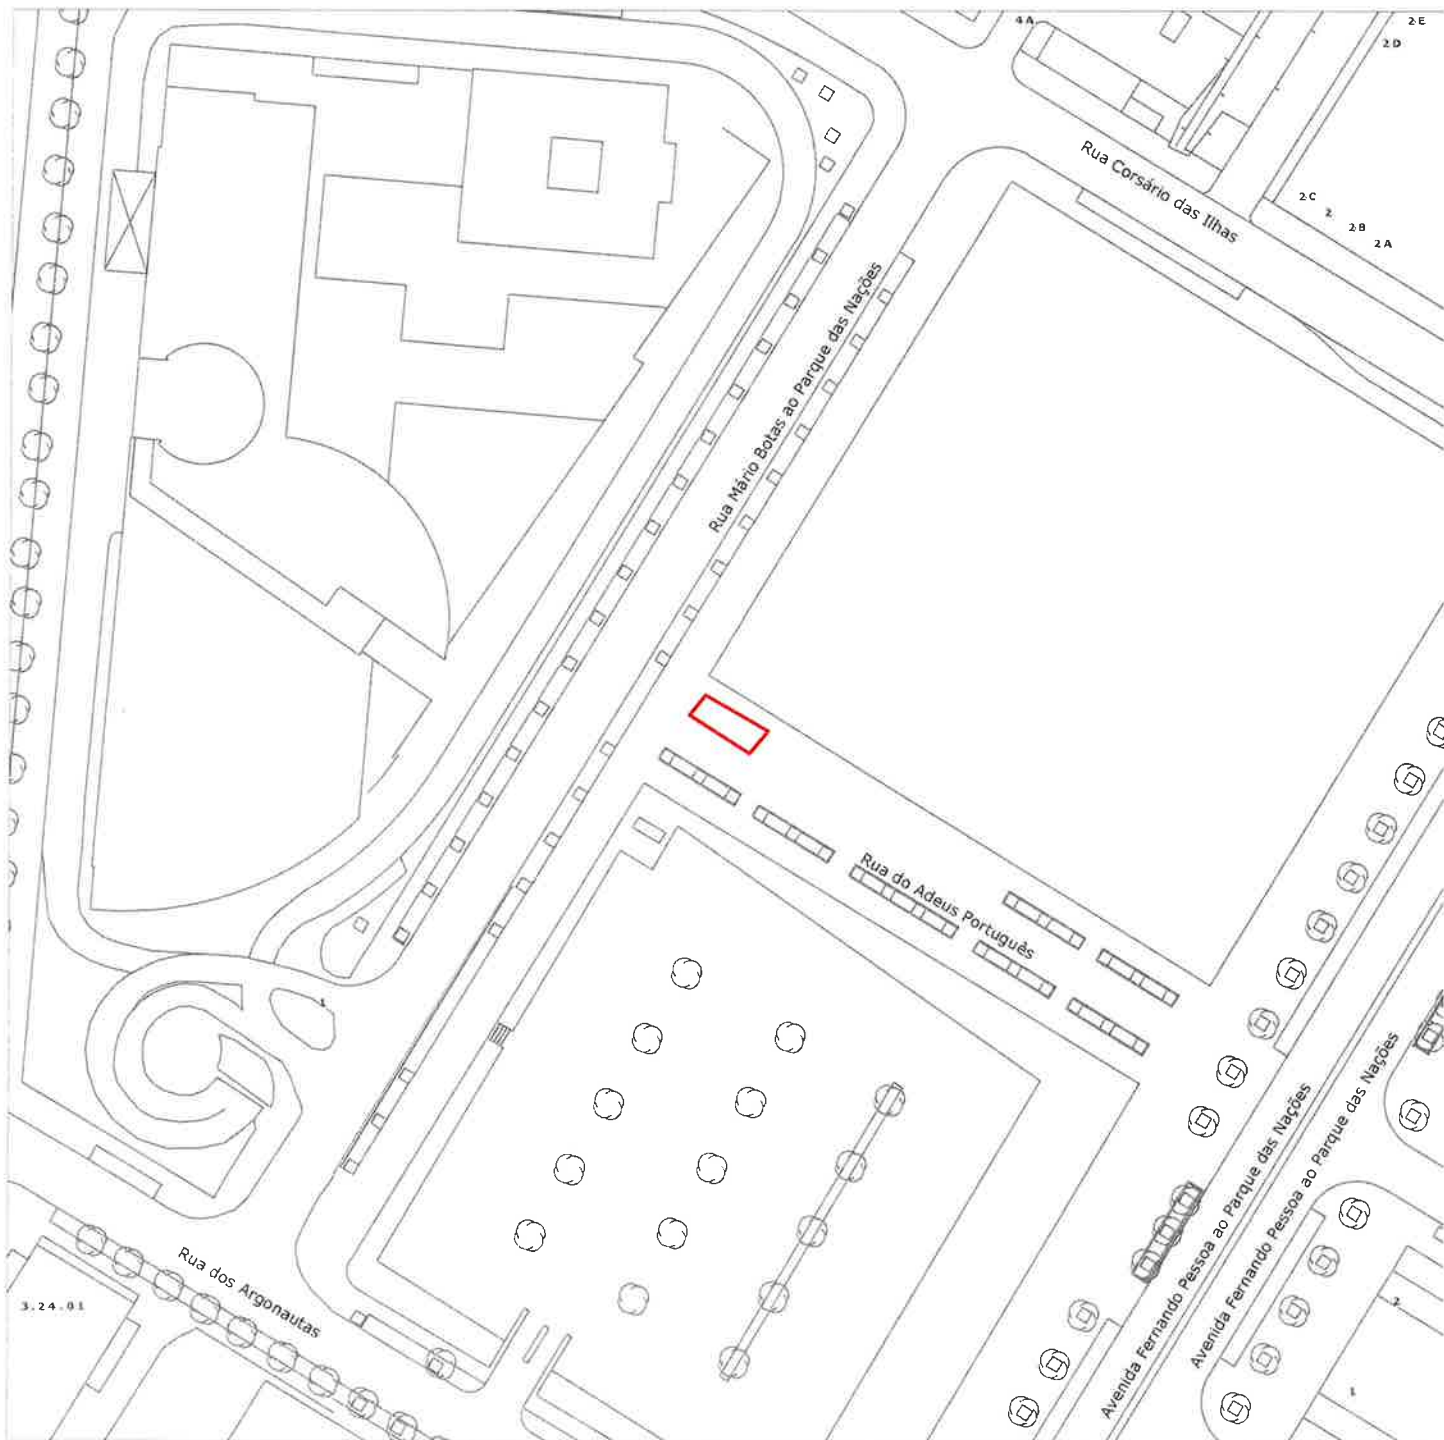 4A
2E
2D
Rua Corsário das Ilhas
2C
2
2B
2A
Rua Mário Botas ao Parque das Nações
Rua do Adeus Português
1
Avenida Fernando Pessoa ao Parque das Nações
Avenida Fernando Pessoa ao Parque das Nações
Rua dos Argonautas
3.24.01
1